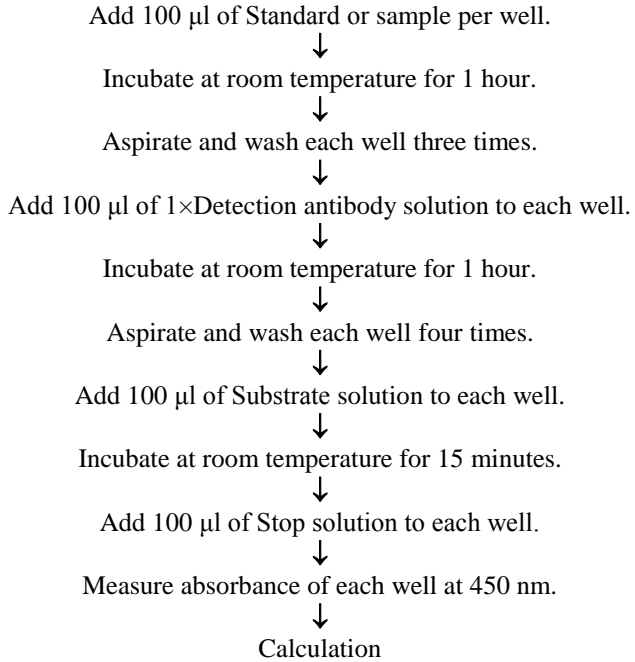 Add 100 μl of Standard or sample per well.
↓
Incubate at room temperature for 1 hour.
↓
Aspirate and wash each well three times.
↓
Add 100 μl of 1×Detection antibody solution to each well.
↓
Incubate at room temperature for 1 hour.
↓
Aspirate and wash each well four times.
↓
Add 100 μl of Substrate solution to each well.
↓
Incubate at room temperature for 15 minutes.
↓
Add 100 μl of Stop solution to each well.
↓
Measure absorbance of each well at 450 nm.
↓
Calculation